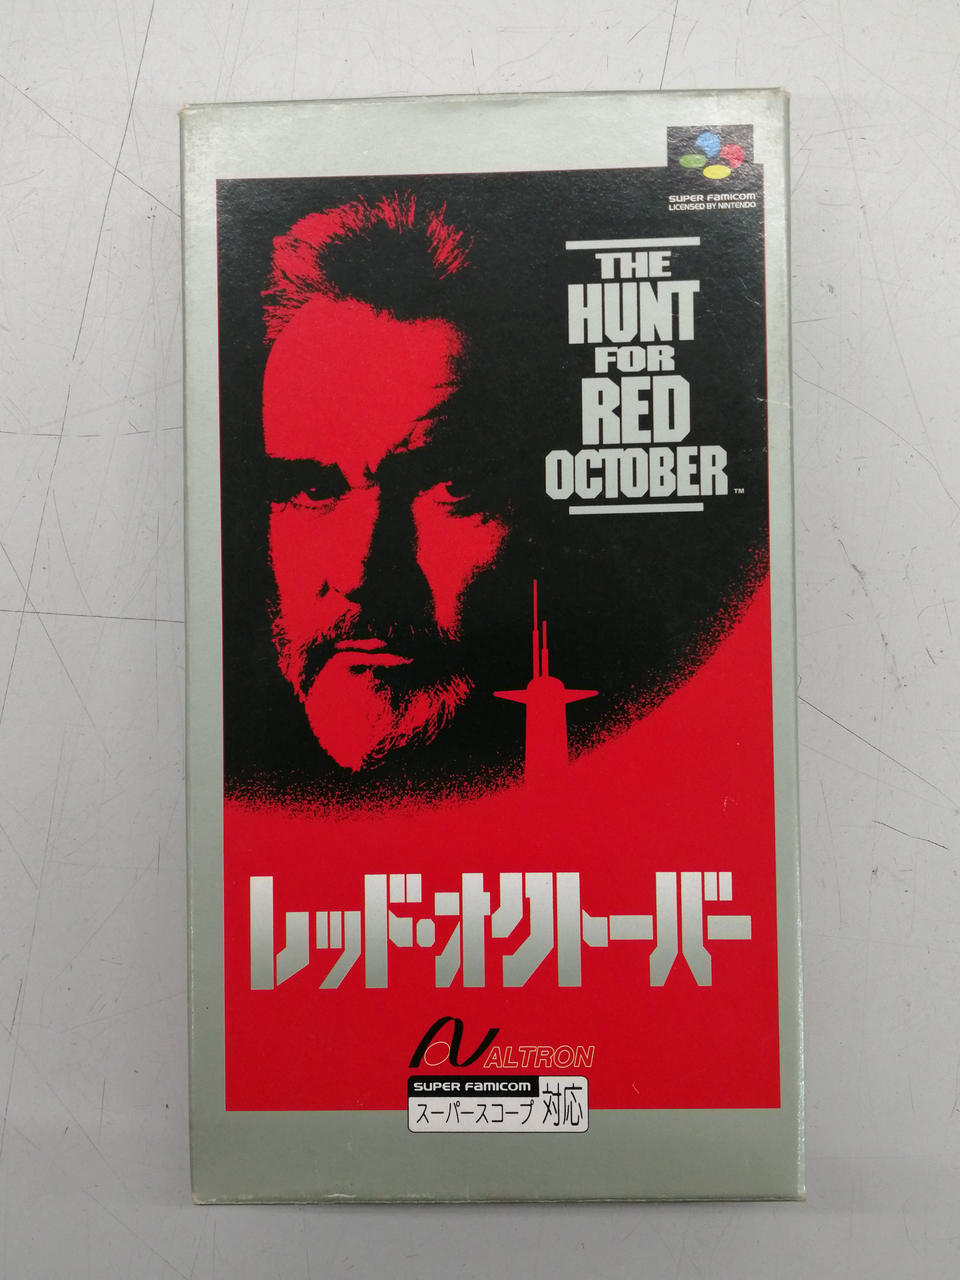 SUPER FAMICOM
LICENSED BY NINTENDO
THE
HUNT
FOR
RED
OCTOBER
TM
レッド・オクトーバー
ALTRON
SUPER FAMICOM
スーパースコープ 対応